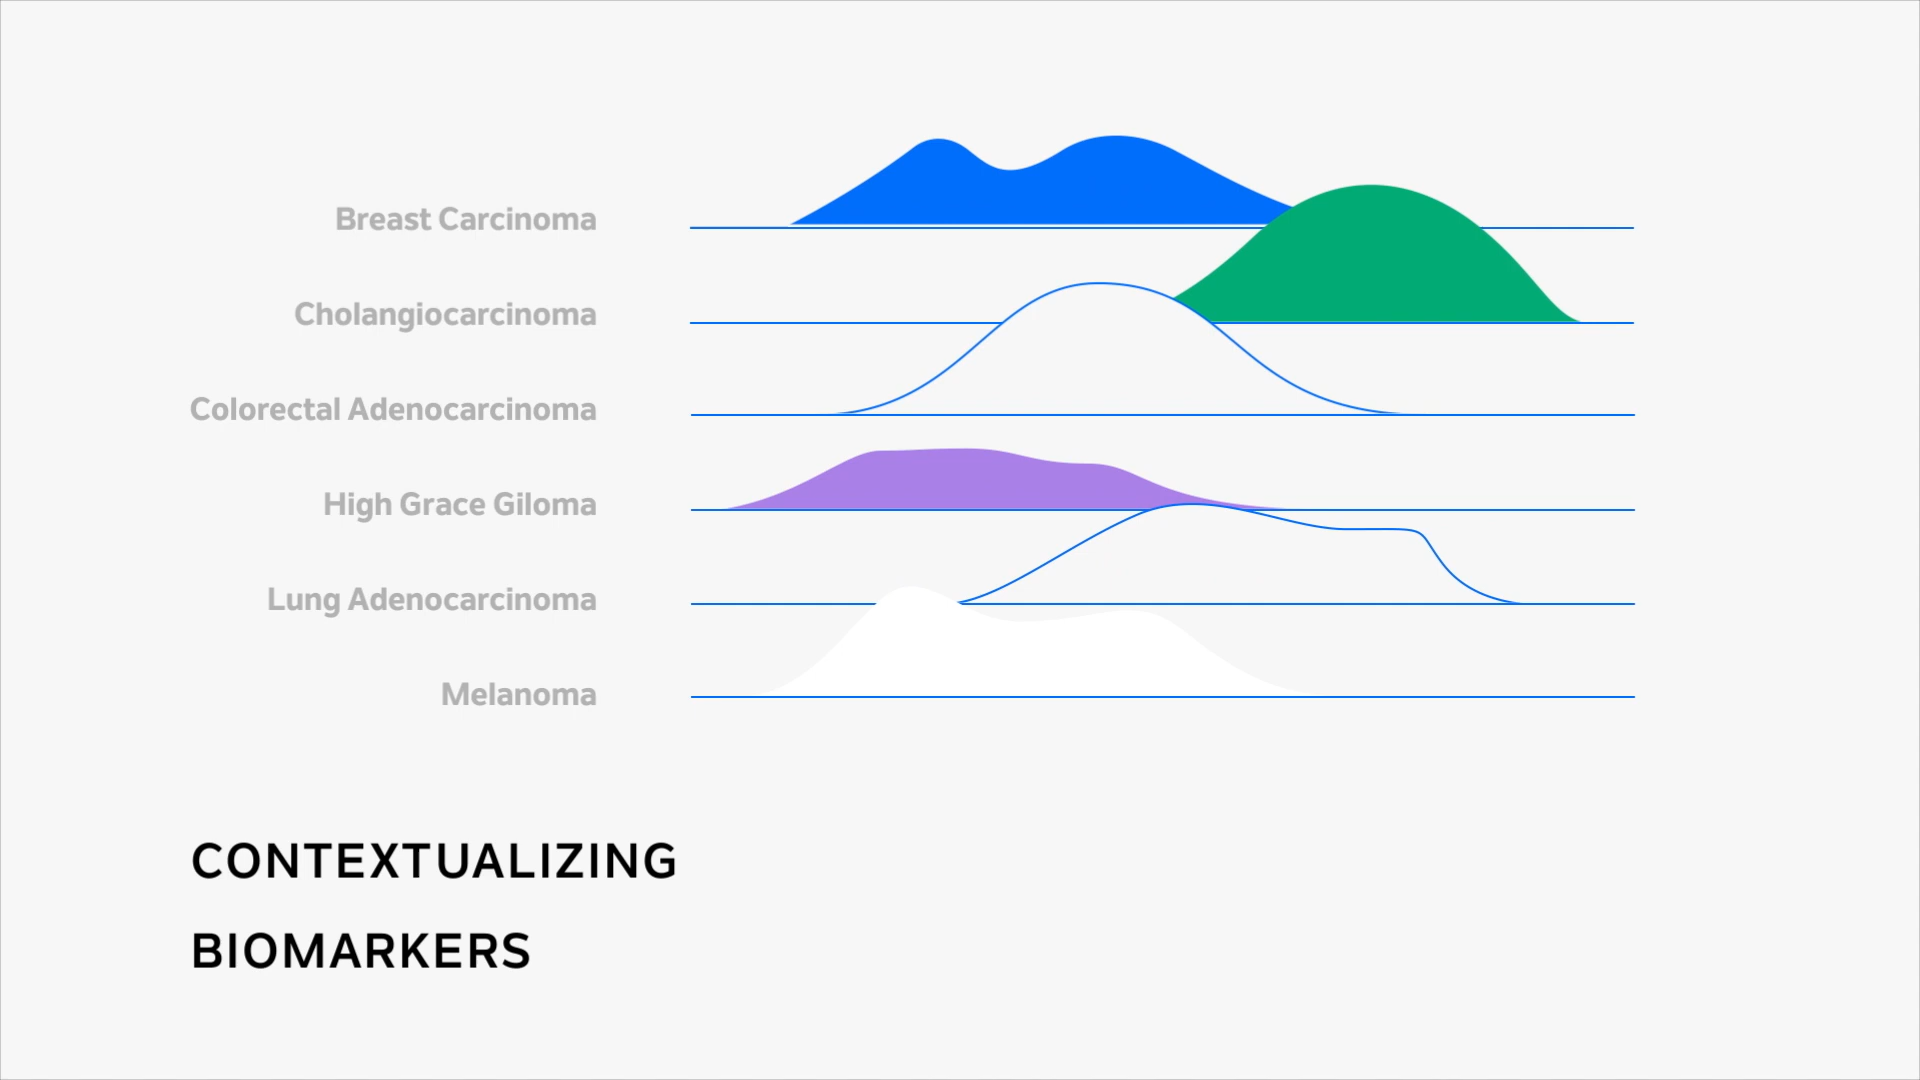 Breast Carcinoma
Cholangiocarcinoma
Colorectal Adenocarcinoma
High Grace Giloma
Lung Adenocarcinoma
Melanoma
CONTEXTUALIZING
BIOMARKERS